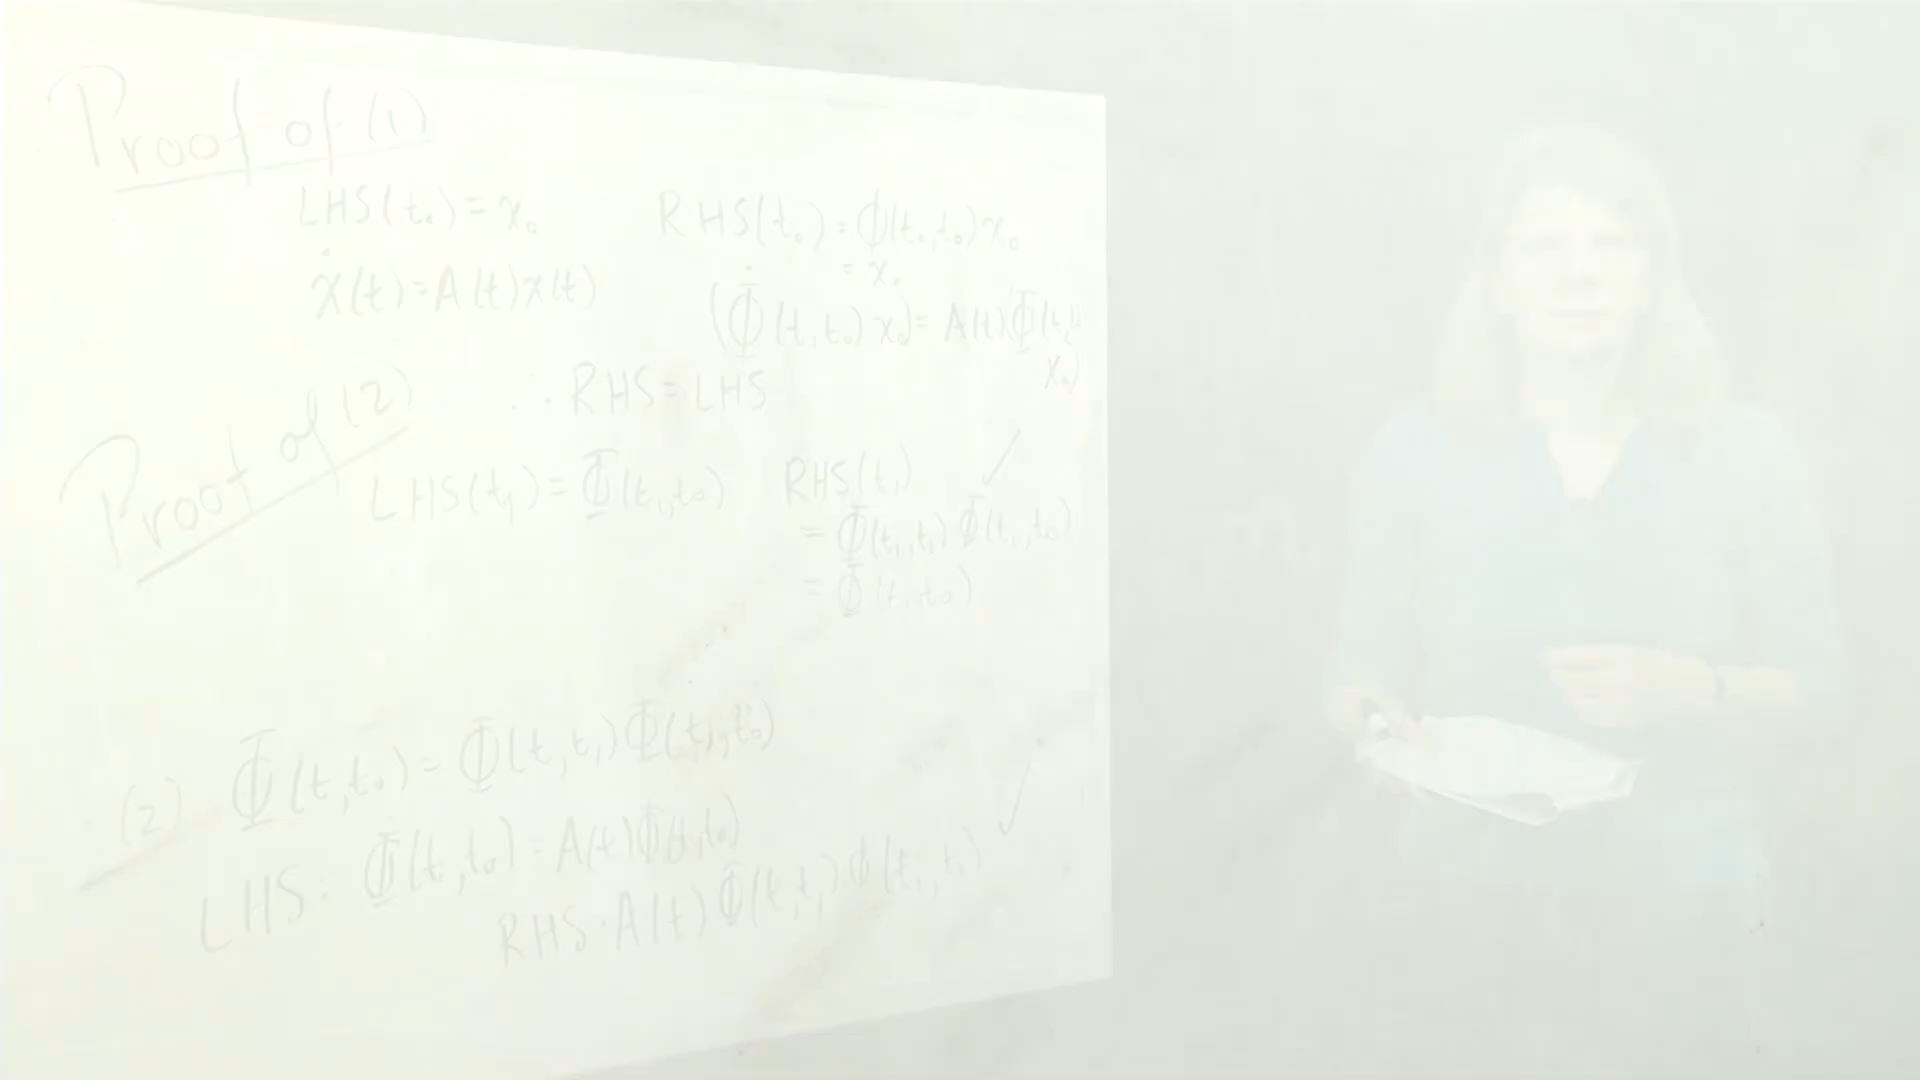 Proof of (1)
LHS(t₀) = x₀ RHS(t₀) = Φ(t₀,t₀)x₀
= x₀
ẋ(t) = A(t)x(t) (Φ̇(t,t₀)x₀) = A(t)(Φ(t,t₀
x₀)
∴ RHS = LHS
Proof of (2)
LHS(t₁) = Φ(t₁,t₀) RHS(t₁) ✓
= Φ(t₁,t₁) Φ(t₁,t₀)
= Φ(t₁,t₀)
(2) Φ(t,t₀) = Φ(t,t₁)Φ(t₁,t₀)
LHS: Φ̇(t,t₀) = A(t)Φ(t,t₀) ✓
RHS: A(t)Φ(t,t₁)Φ(t₁,t₀)